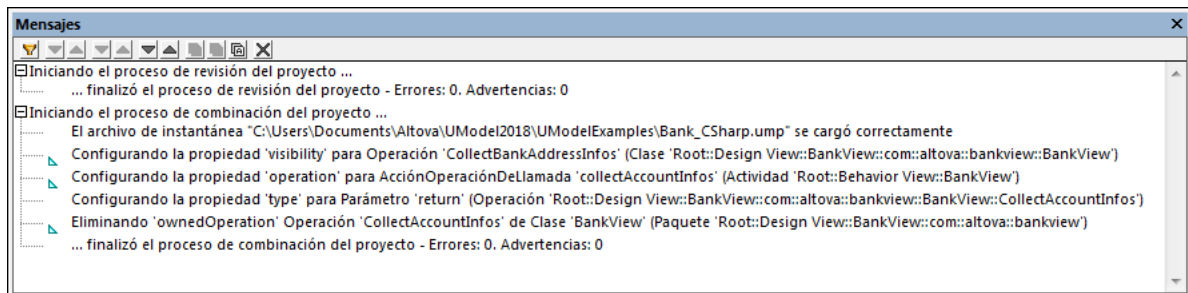 Mensajes
Iniciando el proceso de revisión del proyecto ...
... finalizó el proceso de revisión del proyecto - Errores: 0. Advertencias: 0
Iniciando el proceso de combinación del proyecto ...
El archivo de instantánea "C:\Users\Documents\Altova\UModel2018\UModelExamples\Bank_CSharp.ump" se cargó correctamente
Configurando la propiedad 'visibility' para Operación 'CollectBankAddressInfos' (Clase 'Root::Design View::BankView::com::altova::bankview::BankView')
Configurando la propiedad 'operation' para AcciónOperaciónDeLlamada 'collectAccountInfos' (Actividad 'Root::Behavior View::BankView')
Configurando la propiedad 'type' para Parámetro 'return' (Operación 'Root::Design View::BankView::com::altova::bankview::BankView::CollectAccountInfos')
Eliminando 'ownedOperation' Operación 'CollectAccountInfos' de Clase 'BankView' (Paquete 'Root::Design View::BankView::com::altova::bankview')
... finalizó el proceso de combinación del proyecto - Errores: 0. Advertencias: 0